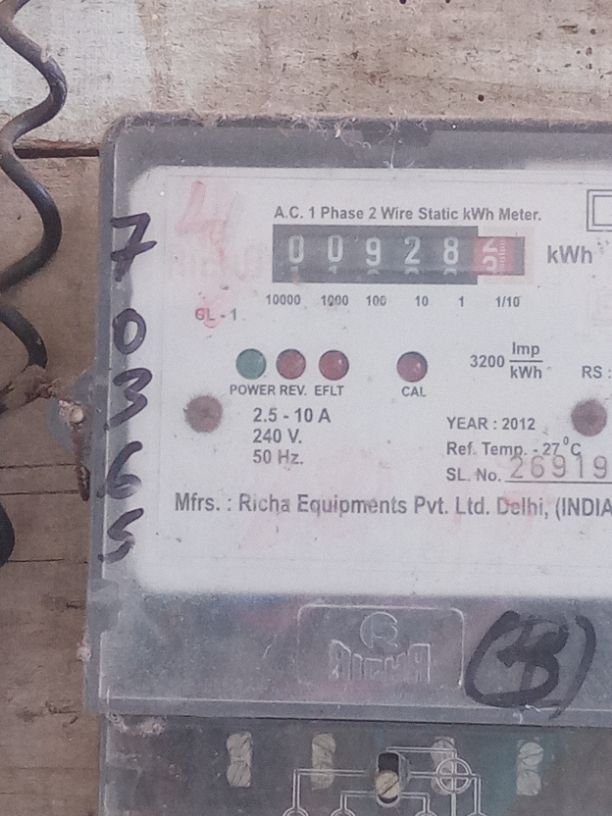 A.C. 1 Phase 2 Wire Static kWh Meter.
0 0 9 2 8 kWh
10000 1000 100 10 1 1/10
GL - 1
3200 Imp/kWh
RS :
POWER REV. EFLT CAL
2.5 - 10 A
240 V.
50 Hz.
YEAR : 2012
Ref. Temp. - 27°C
SL. No. 26919
Mfrs. : Richa Equipments Pvt. Ltd. Delhi, (INDIA
7
0
3
6
5
RICHA